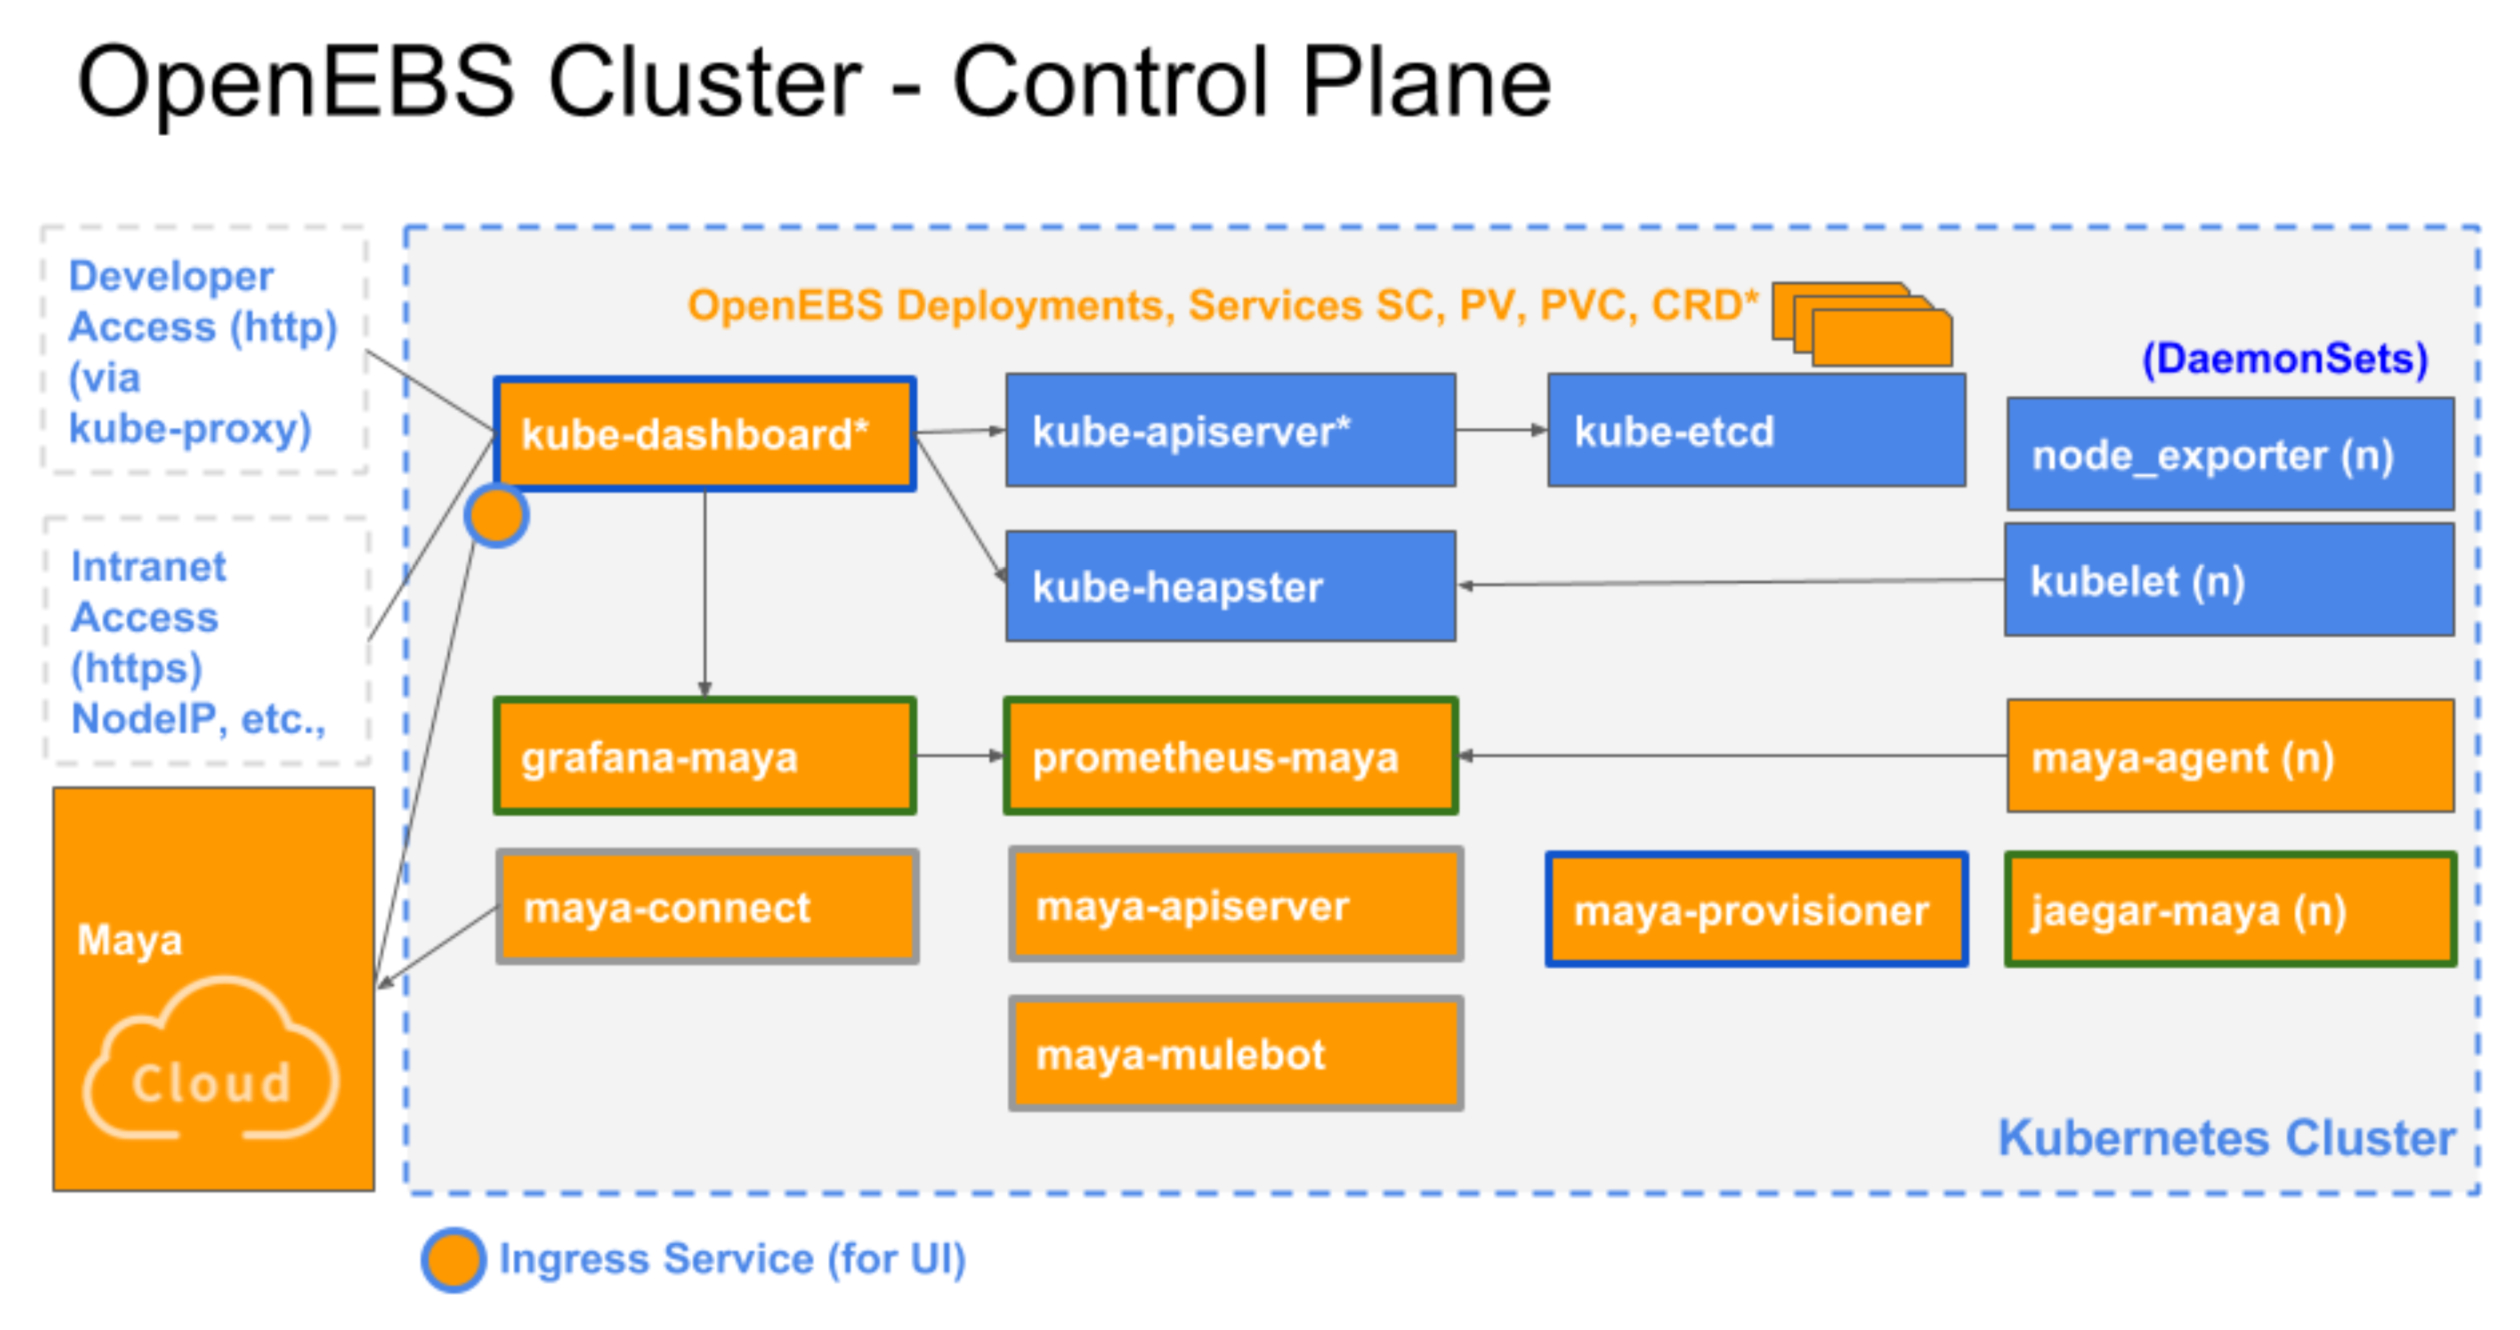 OpenEBS Cluster - Control Plane
Developer
Access (http)
(via
kube-proxy)
Intranet
Access
(https)
NodeIP, etc.,
Maya
Cloud
OpenEBS Deployments, Services SC, PV, PVC, CRD*
(DaemonSets)
kube-dashboard*
kube-apiserver*
kube-etcd
node_exporter (n)
kube-heapster
kubelet (n)
grafana-maya
prometheus-maya
maya-agent (n)
maya-connect
maya-apiserver
maya-provisioner
jaegar-maya (n)
maya-mulebot
Kubernetes Cluster
Ingress Service (for UI)